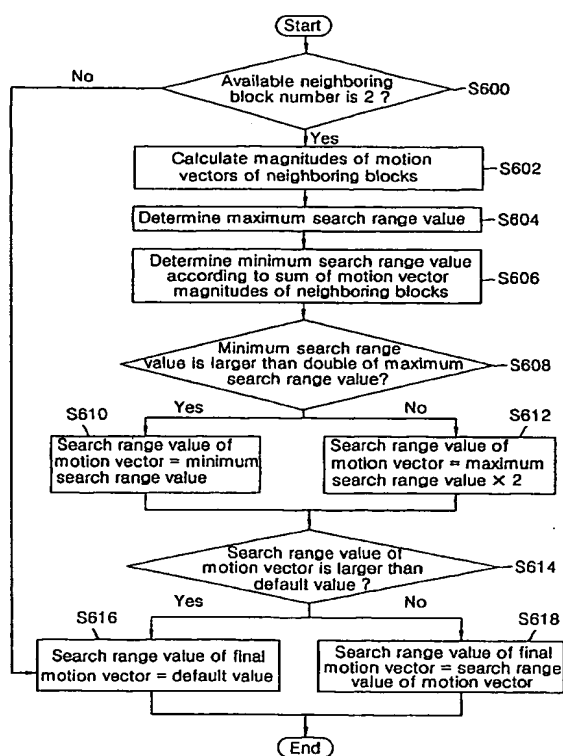 Start
No
Available neighboring
block number is 2 ?
S600
Yes
Calculate magnitudes of motion
vectors of neighboring blocks
S602
Determine maximum search range value
S604
Determine minimum search range value
according to sum of motion vector
magnitudes of neighboring blocks
S606
Minimum search range
value is larger than double of maximum
search range value?
S608
S610
Yes
No
S612
Search range value of
motion vector = minimum
search range value
Search range value of
motion vector = maximum
search range value × 2
Search range value of
motion vector is larger than
default value ?
S614
S616
Yes
No
S618
Search range value of final
motion vector = default value
Search range value of final
motion vector = search range
value of motion vector
End